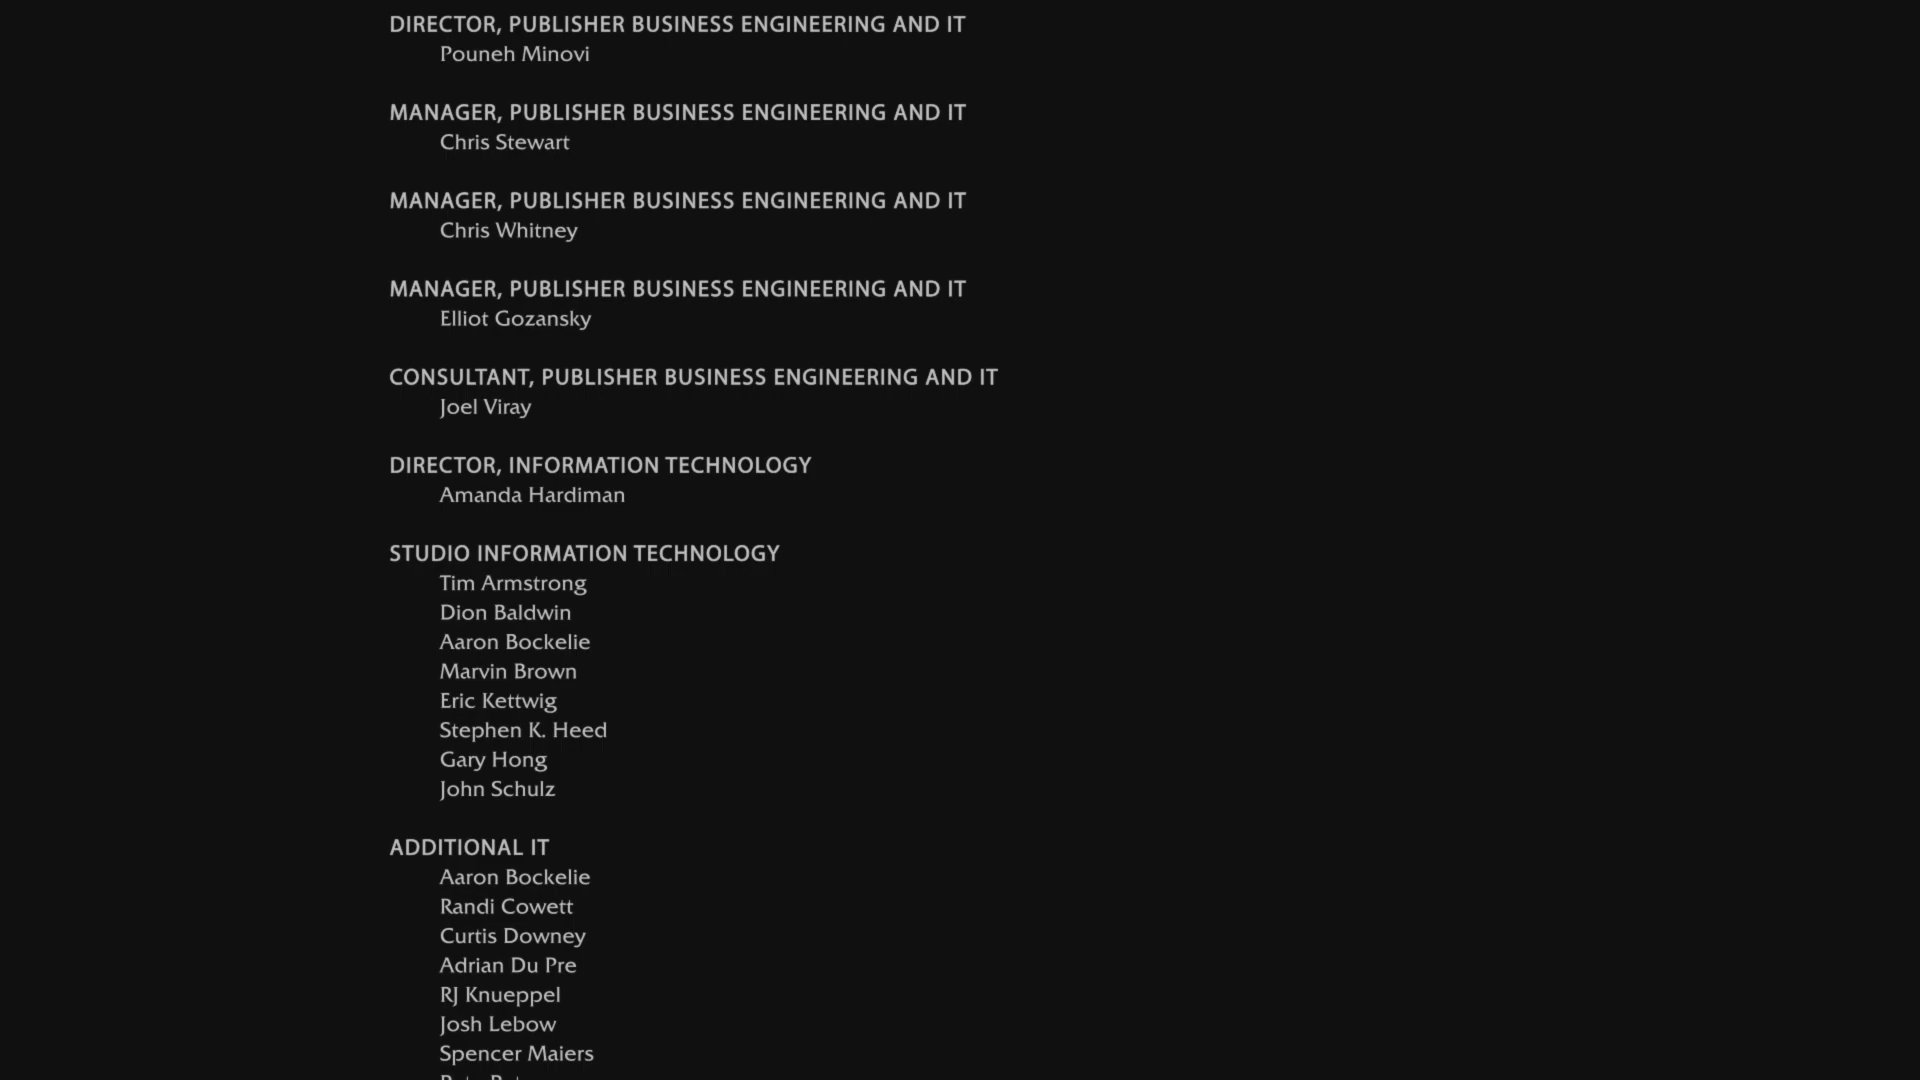 DIRECTOR, PUBLISHER BUSINESS ENGINEERING AND IT
Pouneh Minovi
MANAGER, PUBLISHER BUSINESS ENGINEERING AND IT
Chris Stewart
MANAGER, PUBLISHER BUSINESS ENGINEERING AND IT
Chris Whitney
MANAGER, PUBLISHER BUSINESS ENGINEERING AND IT
Elliot Gozansky
CONSULTANT, PUBLISHER BUSINESS ENGINEERING AND IT
Joel Viray
DIRECTOR, INFORMATION TECHNOLOGY
Amanda Hardiman
STUDIO INFORMATION TECHNOLOGY
Tim Armstrong
Dion Baldwin
Aaron Bockelie
Marvin Brown
Eric Kettwig
Stephen K. Heed
Gary Hong
John Schulz
ADDITIONAL IT
Aaron Bockelie
Randi Cowett
Curtis Downey
Adrian Du Pre
RJ Knueppel
Josh Lebow
Spencer Maiers